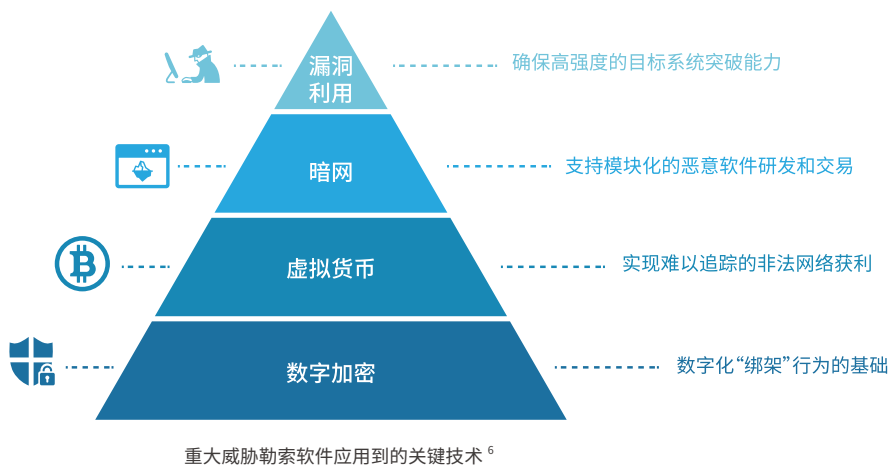 漏洞
利用
确保高强度的目标系统突破能力
暗网
支持模块化的恶意软件研发和交易
虚拟货币
实现难以追踪的非法网络获利
数字加密
数字化“绑架”行为的基础
重大威胁勒索软件应用到的关键技术 6